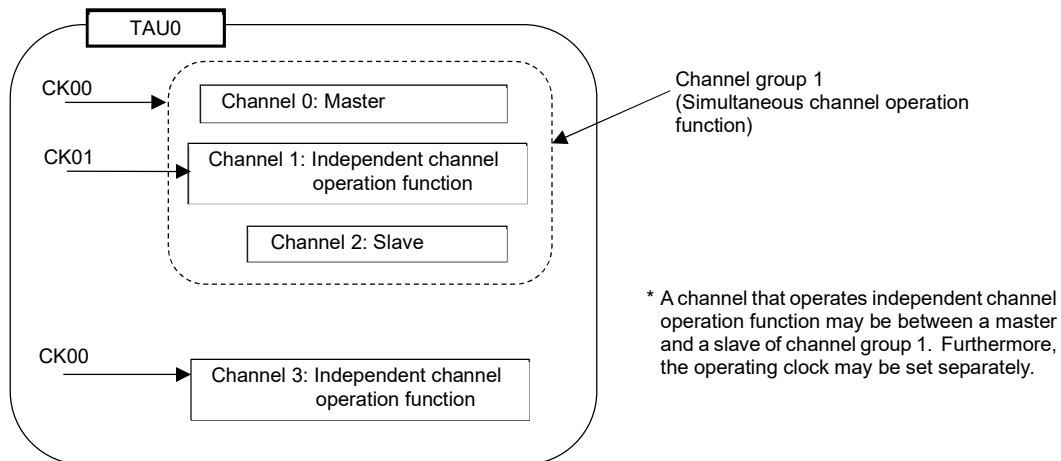 TAU0
CK00
Channel 0: Master
Channel group 1
(Simultaneous channel operation
function)
CK01
Channel 1: Independent channel
operation function
Channel 2: Slave
* A channel that operates independent channel
operation function may be between a master
and a slave of channel group 1. Furthermore,
the operating clock may be set separately.
CK00
Channel 3: Independent channel
operation function